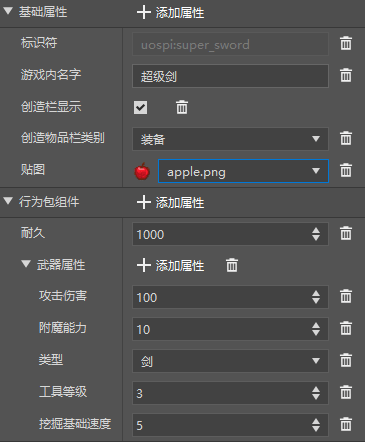 基础属性 添加属性
标识符 uospi:super_sword
游戏内名字 超级剑
创造栏显示
创造物品栏类别 装备
贴图 apple.png
行为包组件 添加属性
耐久 1000
武器属性 添加属性
攻击伤害 100
附魔能力 10
类型 剑
工具等级 3
挖掘基础速度 5